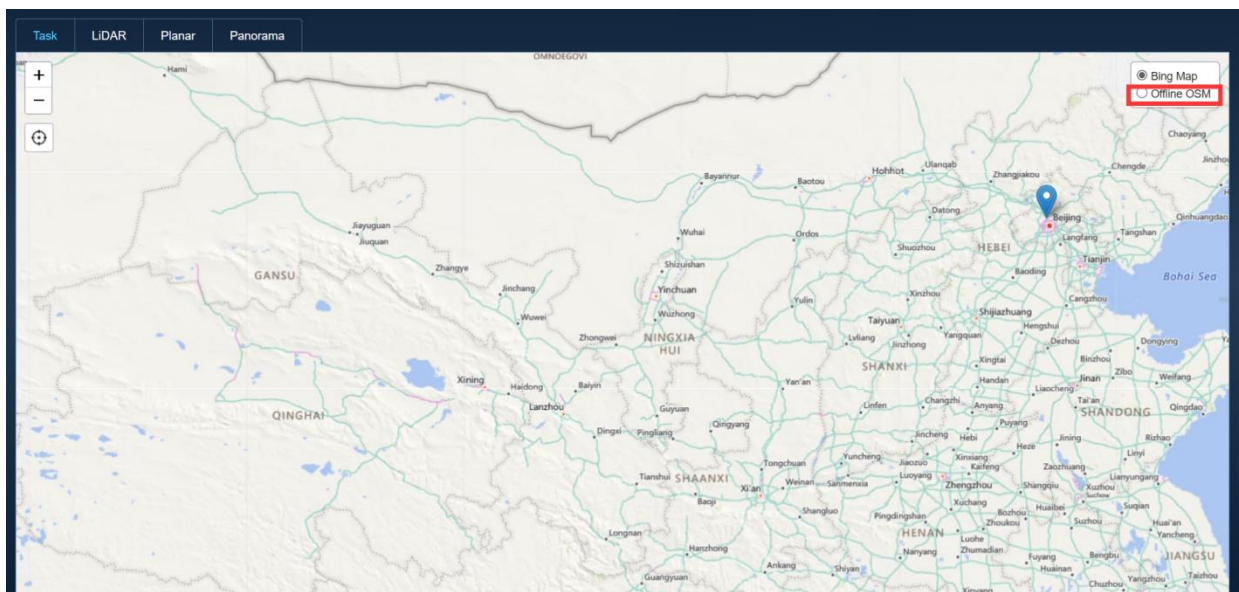 Task LiDAR Planar Panorama
OMNOEGOVI
Hami
+
−
Bing Map
Offline OSM
Chaoyang
Chengde
Ulanqab
Hohhot
Zhangjiakou
Bayannur
Baotou
Datong
Beijing
Qinhuangdao
Jiayuguan
Jiuquan
Wuhai
Ordos
Langfang
Tangshan
Shuozhou
HEBEI
Tianjin
Zhangye
GANSU
Shizuishan
Baoding
Bohai Sea
Jinchang
Yinchuan
Xinzhou
Cangzhou
Yulin
Wuwei
Wuzhong
Taiyuan
Shijiazhuang
Hengshui
Zhongwei
NINGXIA
HUI
Lvliang
Jinzhong
Yangquan
Dezhou
Dongying
SHANXI
Xingtai
Binzhou
Zibo
Weifang
Xining
Haidong
Baiyin
Yan'an
Handan
Jinan
Liaocheng
Lanzhou
Guyuan
Linfen
Changzhi
Anyang
Tai'an
SHANDONG
Qingdao
QINGHAI
Qingyang
Puyang
Dingxi
Pingliang
Jincheng
Hebi
Heze
Jining
Rizhao
Linyi
Tongchuan
Yuncheng
Jiaozuo
Xinxiang
Kaifeng
Zaozhuang
Tianshui
SHAANXI
Xi'an
Weinan
Sanmenxia
Luoyang
Zhengzhou
Shangqiu
Xuzhou
Suchow
Lianyungang
Baoji
Shangluo
Xuchang
Bozhou
Huaibei
Suqian
Pingdingshan
Zhoukou
Suzhou
Huai'an
Longnan
HENAN
Luohe
Yancheng
Hanzhong
Nanyang
Zhumadian
Fuyang
Bengbu
JIANGSU
Ankang
Shiyan
Huainan
Guangyuan
Chuzhou
Yangzhou
Taizhou
Xinyang